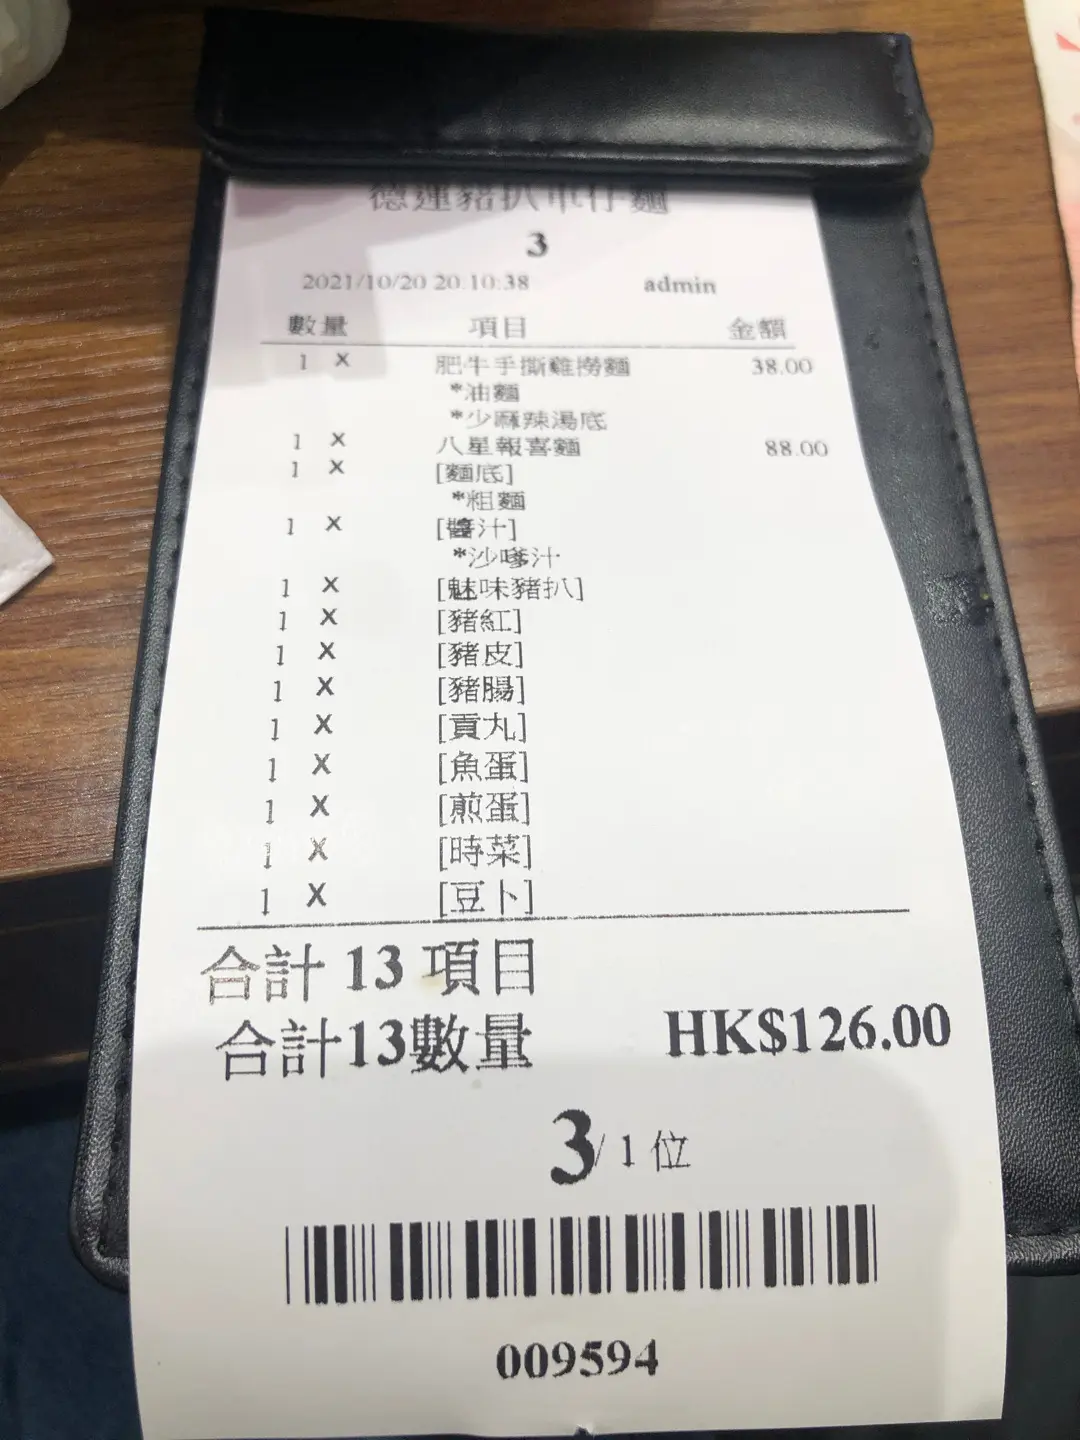 德運豬扒車仔麵
3
2021/10/20 20:10:38 admin
數量 項目 金額
1 X 肥牛手撕雞撈麵 38.00
*油麵
*少麻辣湯底
1 X 八星報喜麵 88.00
1 X [麵底]
*粗麵
1 X [醬汁]
*沙嗲汁
1 X [魅味豬扒]
1 X [豬紅]
1 X [豬皮]
1 X [豬腸]
1 X [貢丸]
1 X [魚蛋]
1 X [煎蛋]
1 X [時菜]
1 X [豆卜]
合計 13 項目
合計13數量 HK$126.00
3/ 1 位
009594